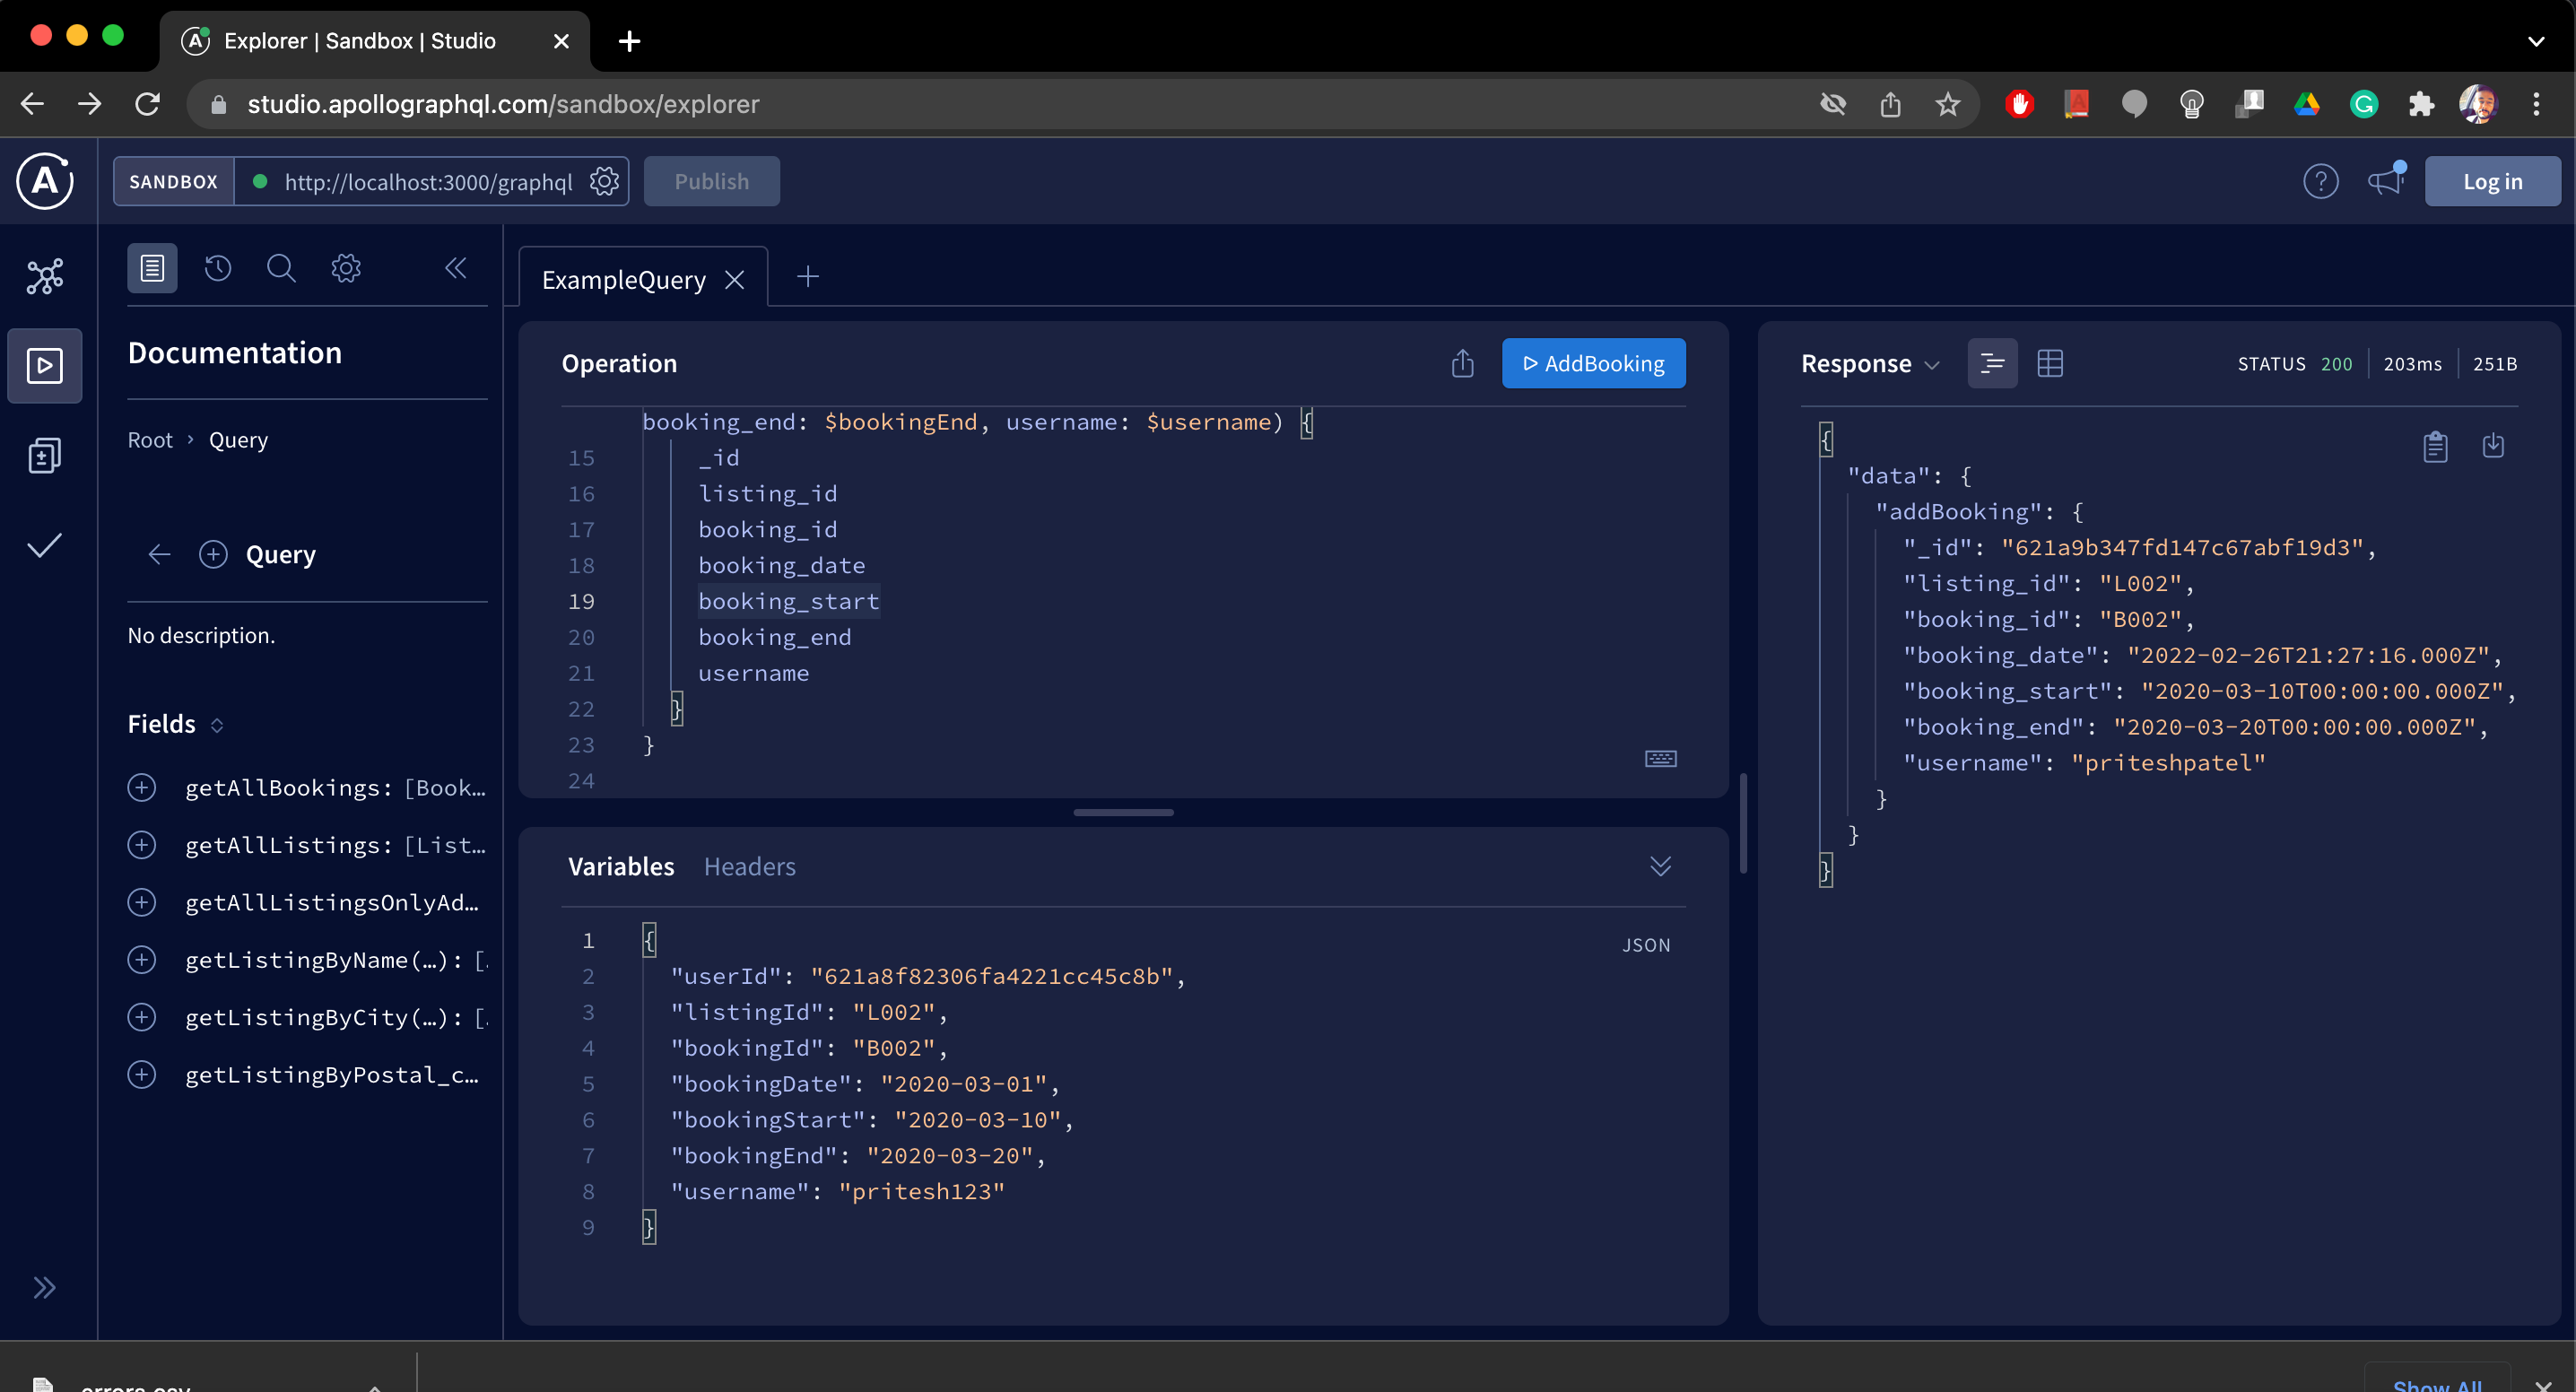 Explorer | Sandbox | Studio
studio.apollographql.com/sandbox/explorer
SANDBOX
http://localhost:3000/graphql
Publish
Log in
Documentation
Root › Query
Query
No description.
Fields
getAllBookings: [Book…
getAllListings: [List…
getAllListingsOnlyAd…
getListingByName(…): [
getListingByCity(…): [
getListingByPostal_c…
ExampleQuery
Operation
AddBooking
booking_end: $bookingEnd, username: $username) {
15 _id
16 listing_id
17 booking_id
18 booking_date
19 booking_start
20 booking_end
21 username
22 }
23 }
24
Variables Headers
JSON
1 {
2 "userId": "621a8f82306fa4221cc45c8b",
3 "listingId": "L002",
4 "bookingId": "B002",
5 "bookingDate": "2020-03-01",
6 "bookingStart": "2020-03-10",
7 "bookingEnd": "2020-03-20",
8 "username": "pritesh123"
9 }
Response
STATUS 200 203ms 251B
{
"data": {
"addBooking": {
"_id": "621a9b347fd147c67abf19d3",
"listing_id": "L002",
"booking_id": "B002",
"booking_date": "2022-02-26T21:27:16.000Z",
"booking_start": "2020-03-10T00:00:00.000Z",
"booking_end": "2020-03-20T00:00:00.000Z",
"username": "priteshpatel"
}
}
}
errors.csv
Show All